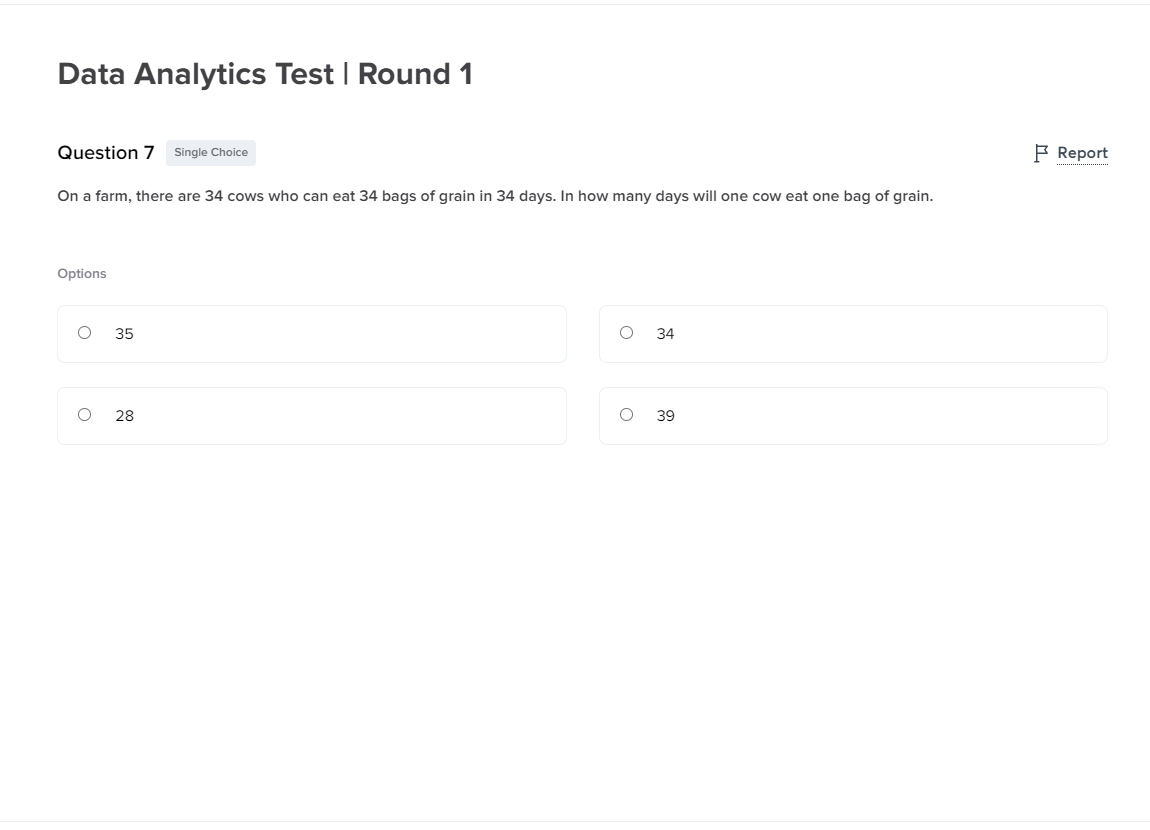 Data Analytics Test | Round 1
Question 7 Single Choice Report
On a farm, there are 34 cows who can eat 34 bags of grain in 34 days. In how many days will one cow eat one bag of grain.
Options
35 34
28 39